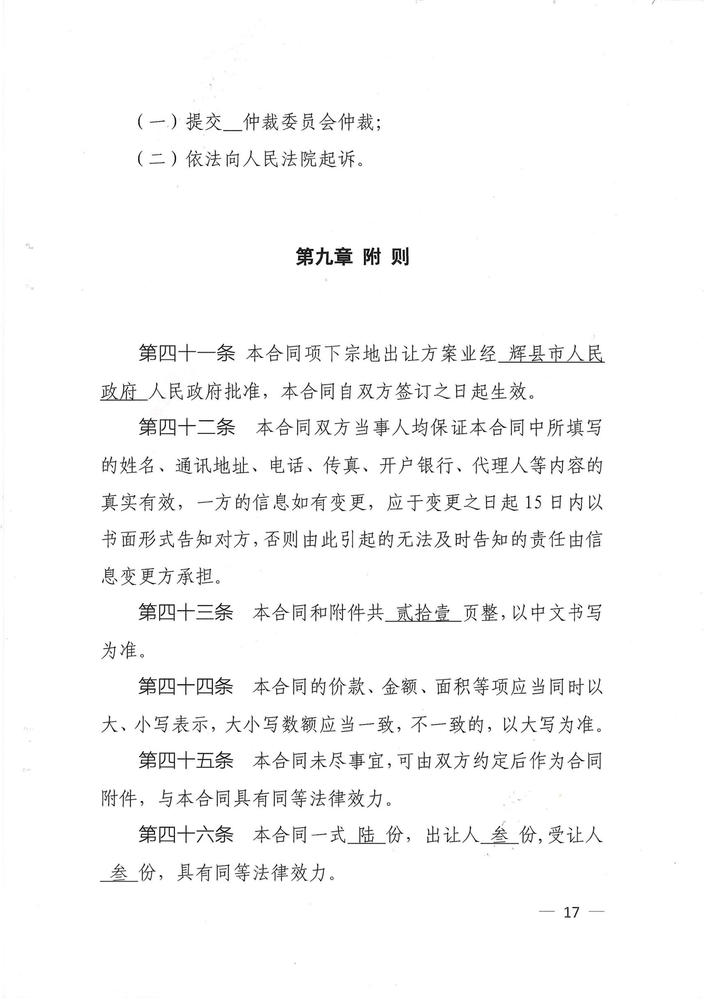 （一）提交__仲裁委员会仲裁；
（二）依法向人民法院起诉。
第九章 附 则
第四十一条 本合同项下宗地出让方案业经 辉县市人民
政府 人民政府批准，本合同自双方签订之日起生效。
第四十二条 本合同双方当事人均保证本合同中所填写
的姓名、通讯地址、电话、传真、开户银行、代理人等内容的
真实有效，一方的信息如有变更，应于变更之日起 15 日内以
书面形式告知对方，否则由此引起的无法及时告知的责任由信
息变更方承担。
第四十三条 本合同和附件共 贰拾壹 页整，以中文书写
为准。
第四十四条 本合同的价款、金额、面积等项应当同时以
大、小写表示，大小写数额应当一致，不一致的，以大写为准。
第四十五条 本合同未尽事宜，可由双方约定后作为合同
附件，与本合同具有同等法律效力。
第四十六条 本合同一式 陆 份，出让人 叁 份，受让人
叁 份，具有同等法律效力。
— 17 —